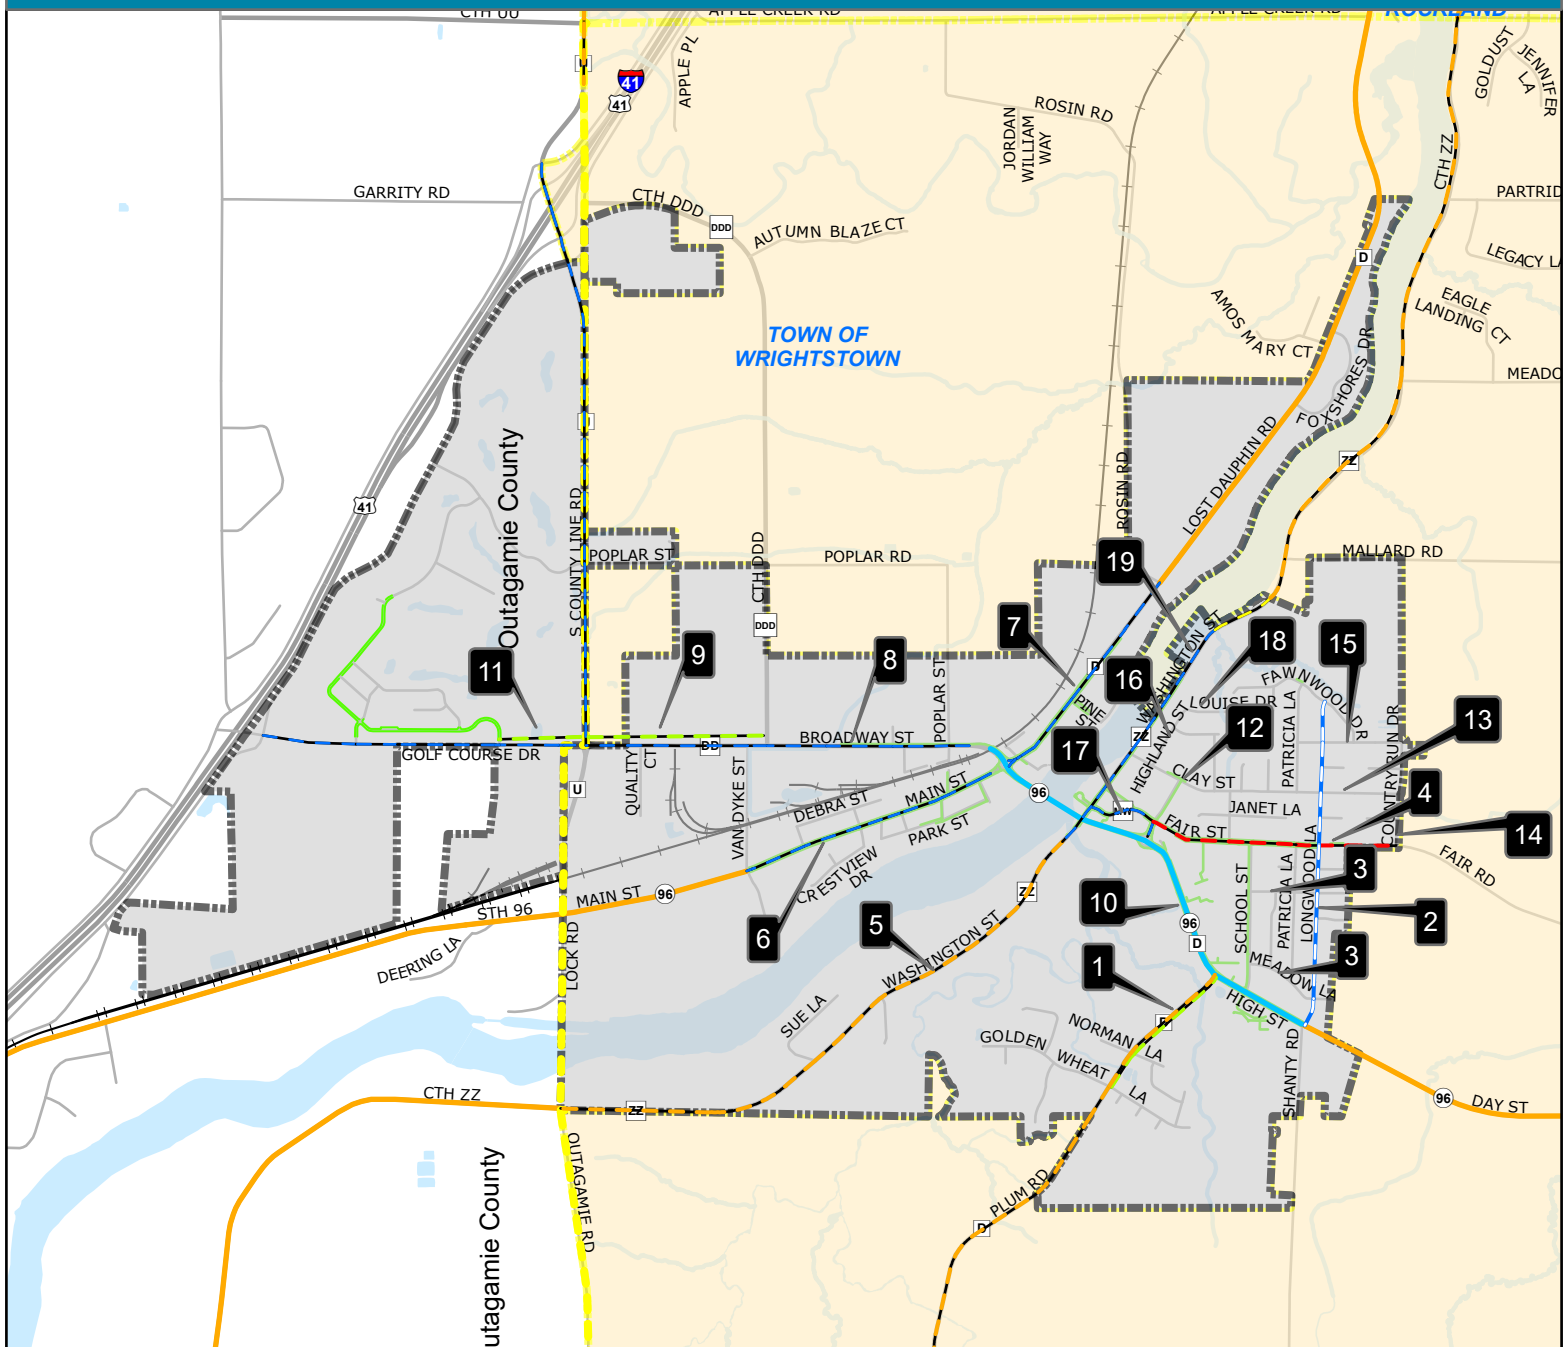 CTH UU
APPLE CREEK RD
APPLE CREEK RD
ROCKLAND
U
41
41
APPLE PL
ROSIN RD
JORDAN
WILLIAM
WAY
GOLDUST
JENNIFER
LA
CTH ZZ
GARRITY RD
CTH DDD
DDD
AUTUMN BLAZE CT
PARTRID
D
LEGACY LA
EAGLE
LANDING CT
AMOS MARY CT
TOWN OF
WRIGHTSTOWN
MEADO
FOXSHORES DR
LOST DAUPHIN RD
ROSIN RD
ZZ
Outagamie County
S COUNTY LINE RD
41
POPLAR ST
CTH DDD
POPLAR RD
MALLARD RD
19
DDD
7
9
8
11
D
16
WASHINGTON ST
18
15
FAWNWOOD DR
POPLAR ST
PINE
ST
LOUISE DR
PATRICIA LA
COUNTRY RUN DR
13
12
17
HIGHLAND ST
ZZ
BROADWAY ST
GOLF COURSE DR
QUALITY
CT
VAN DYKE ST
U
DEBRA ST
MAIN ST
PARK ST
96
CLAY ST
JANET LA
4
FAIR ST
14
FAIR RD
CRESTVIEW
DR
MAIN ST
96
STH 96
DEERING LA
LOCK RD
6
5
ZZ
WASHINGTON ST
10
96
D
SCHOOL ST
PATRICIA LA
LONGWOOD LA
3
2
3
MEADOW LA
1
HIGH ST
SUE LA
NORMAN LA
GOLDEN WHEAT LA
SHANTY RD
96
DAY ST
CTH ZZ
ZZ
OUTAGAMIE RD
PLUM RD
D
utagamie County